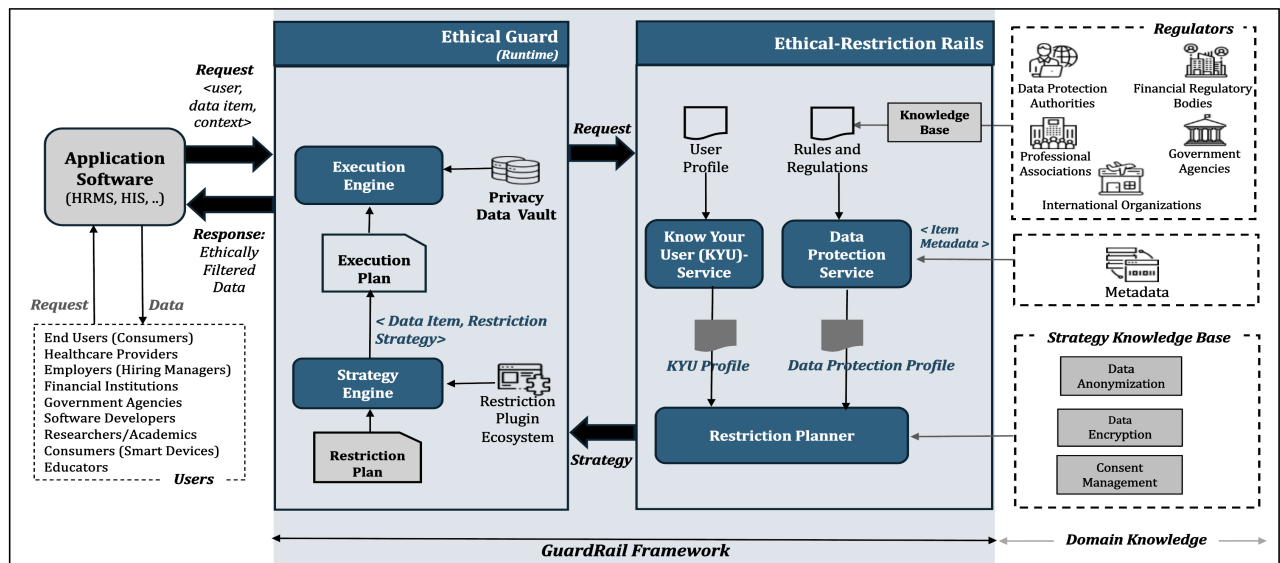 Ethical Guard
(Runtime)
Ethical-Restriction Rails
Regulators
Request
<user,
data item,
context>
Data Protection
Authorities
Financial Regulatory
Bodies
Request
Knowledge
Base
User
Profile
Rules and
Regulations
Professional
Associations
Government
Agencies
International Organizations
Application
Software
(HRMS, HIS, ..)
Execution
Engine
Privacy
Data Vault
Response:
Ethically
Filtered
Data
Know Your
User (KYU)-
Service
Data
Protection
Service
< Item
Metadata >
Metadata
Execution
Plan
Request
Data
< Data Item, Restriction
Strategy>
KYU Profile
Data Protection Profile
Strategy Knowledge Base
Data
Anonymization
Data
Encryption
Consent
Management
End Users (Consumers)
Healthcare Providers
Employers (Hiring Managers)
Financial Institutions
Government Agencies
Software Developers
Researchers/Academics
Consumers (Smart Devices)
Educators
Users
Strategy
Engine
Restriction
Plugin
Ecosystem
Restriction
Plan
Strategy
Restriction Planner
GuardRail Framework
Domain Knowledge